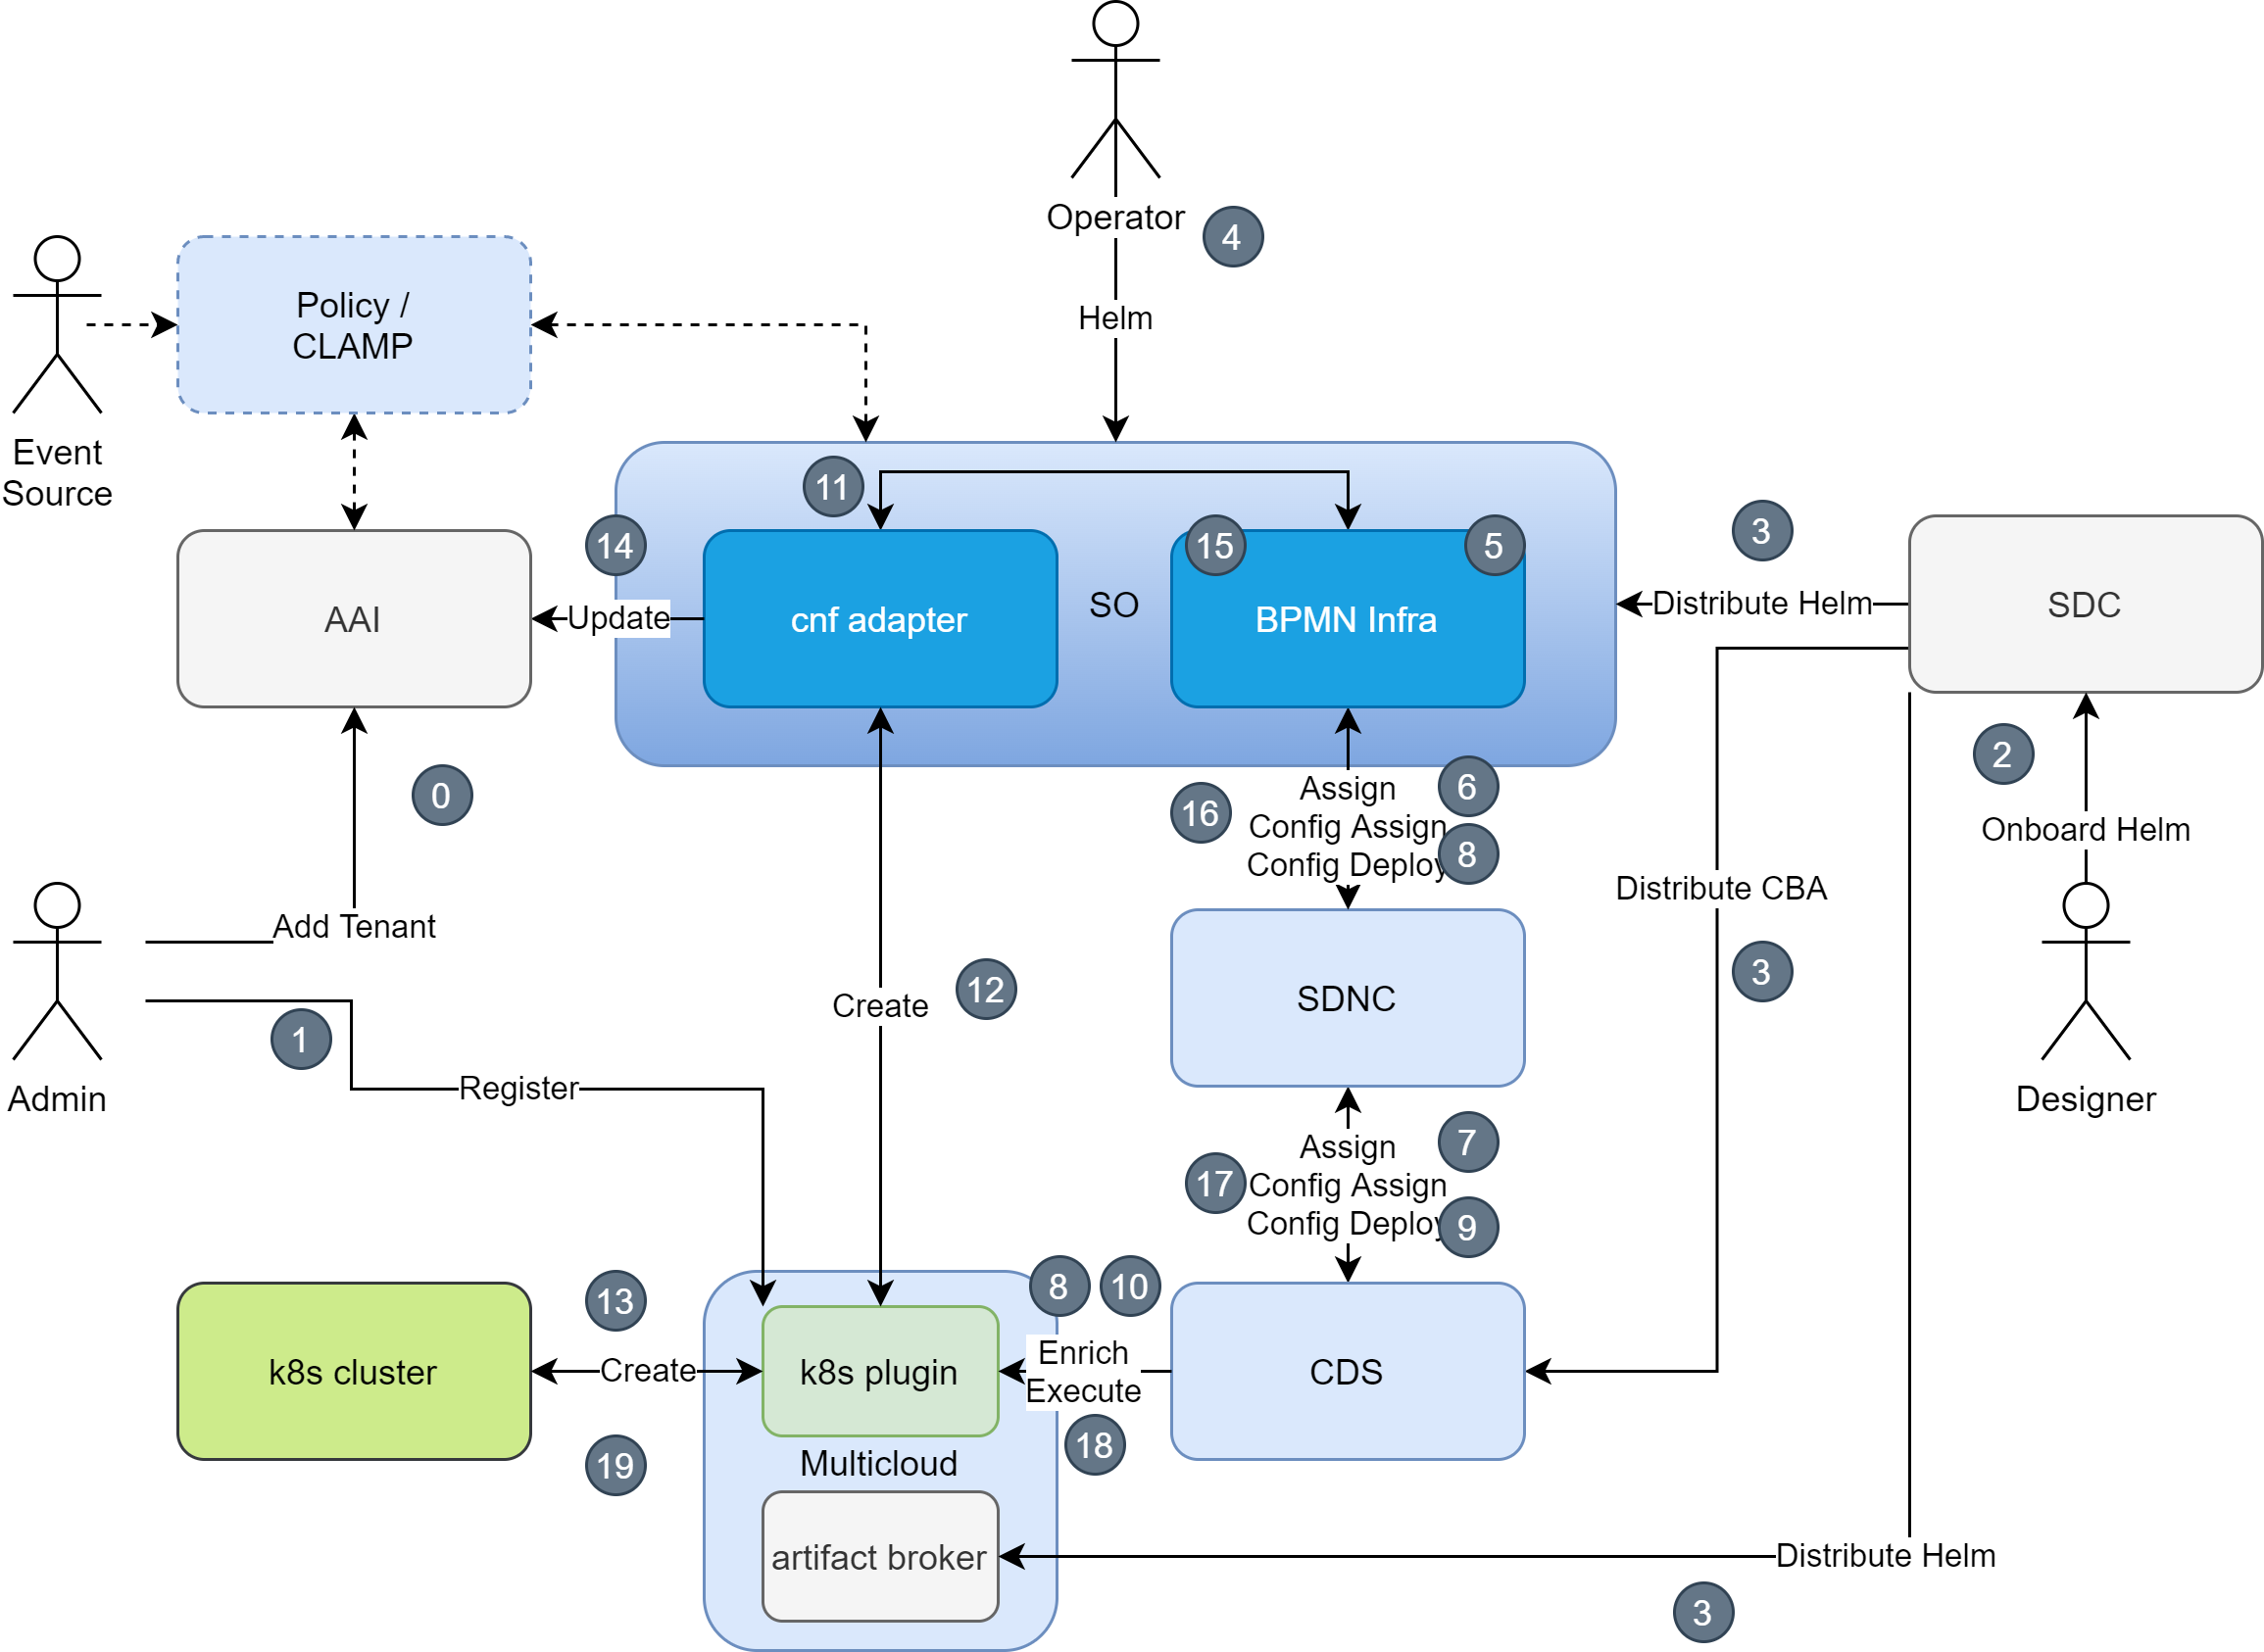 Operator
4
Helm
Policy /
CLAMP
Event
Source
11
14
15
5
3
AAI
Update
cnf adapter
SO
BPMN Infra
Distribute Helm
SDC
2
0
16
Assign
Config Assign
Config Deploy
6
8
Onboard Helm
Distribute CBA
3
Add Tenant
12
Create
SDNC
1
Admin
Register
Designer
7
17
Assign
Config Assign
Config Deploy
9
13
8
10
k8s cluster
Create
k8s plugin
Enrich
Execute
CDS
19
18
Multicloud
artifact broker
Distribute Helm
3